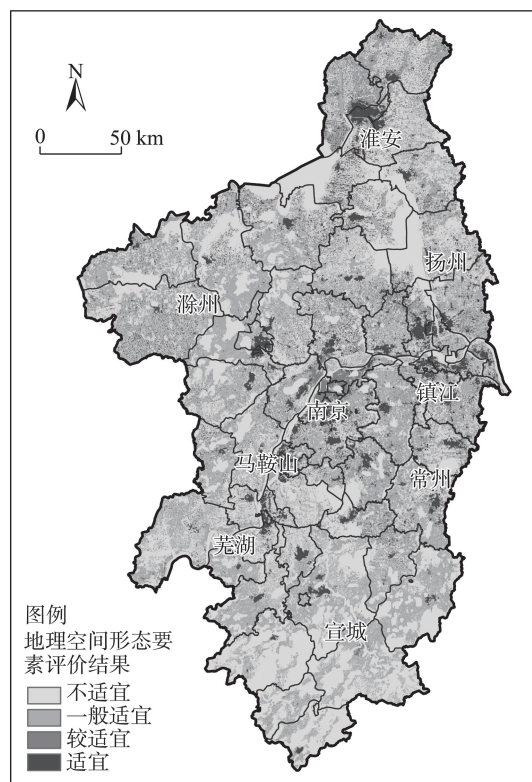 N
0 50 km
淮安
扬州
滁州
镇江
南京
马鞍山
常州
芜湖
宣城
图例
地理空间形态要
素评价结果
不适宜
一般适宜
较适宜
适宜